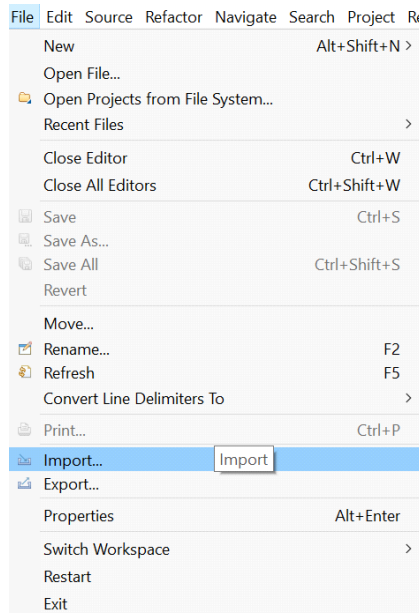 File Edit Source Refactor Navigate Search Project
New Alt+Shift+N >
Open File...
Open Projects from File System...
Recent Files >
Close Editor Ctrl+W
Close All Editors Ctrl+Shift+W
Save Ctrl+S
Save As...
Save All Ctrl+Shift+S
Revert
Move...
Rename... F2
Refresh F5
Convert Line Delimiters To >
Print... Ctrl+P
Import... Import
Export...
Properties Alt+Enter
Switch Workspace >
Restart
Exit